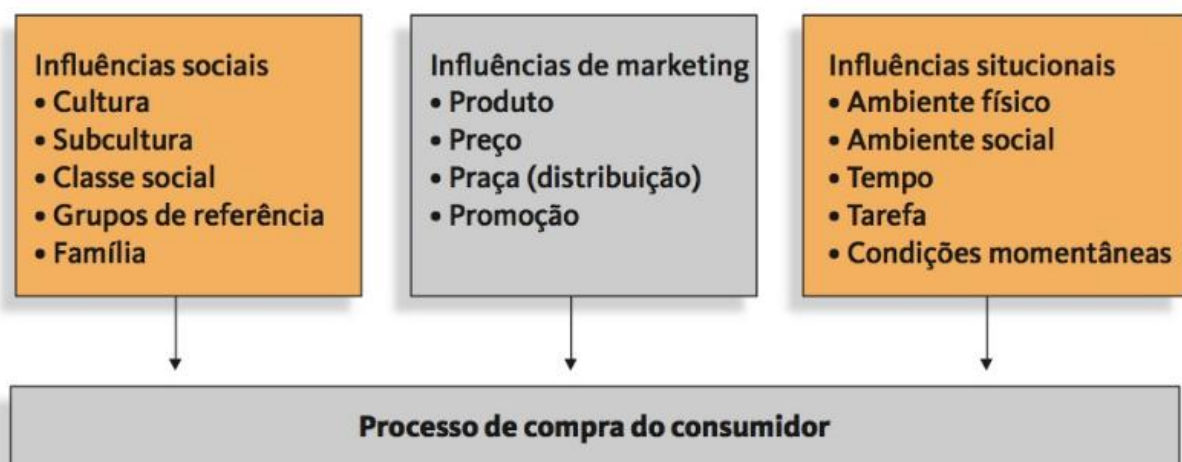 Influências sociais
• Cultura
• Subcultura
• Classe social
• Grupos de referência
• Família
Influências de marketing
• Produto
• Preço
• Praça (distribuição)
• Promoção
Influências situcionais
• Ambiente físico
• Ambiente social
• Tempo
• Tarefa
• Condições momentâneas
Processo de compra do consumidor